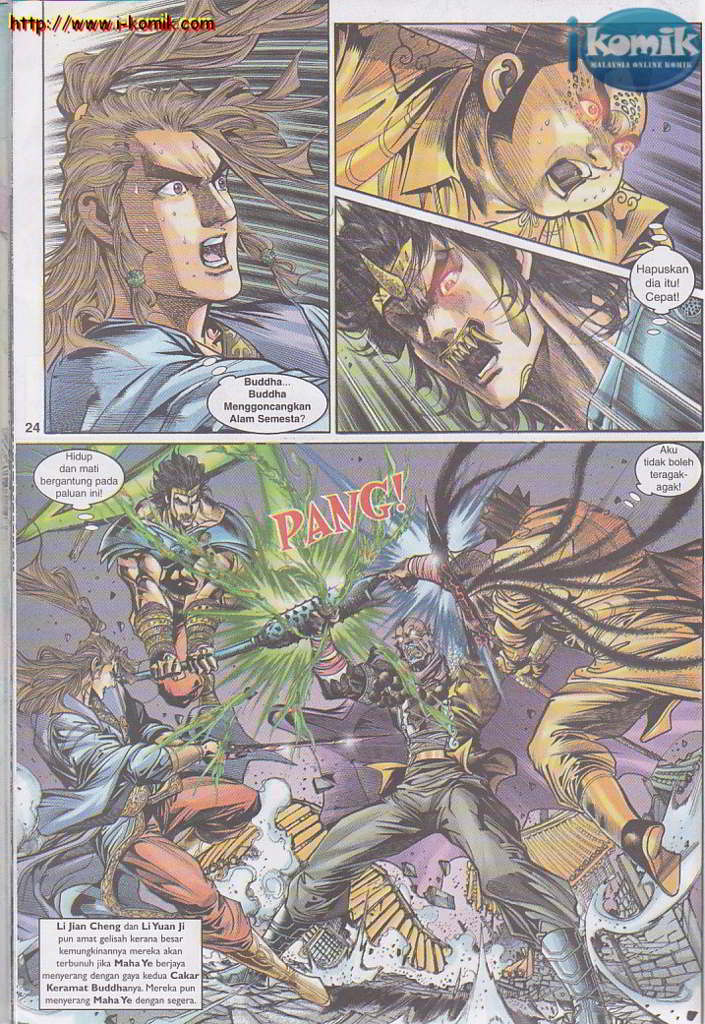 http://www.i-komik.com
ikomik
MALAYSIA ONLINE KOMIK
Buddha...
Buddha
Menggoncangkan
Alam Semesta?
Hapuskan
dia itu!
Cepat!
24
Hidup
dan mati
bergantung pada
paluan ini!
PANG!
Aku
tidak boleh
teragak-
agak!
Li Jian Cheng dan Li Yuan Ji
pun amat gelisah kerana besar
kemungkinannya mereka akan
terbunuh jika Maha Ye berjaya
menyerang dengan gaya kedua Cakar
Keramat Buddhanya. Mereka pun
menyerang Maha Ye dengan segera.